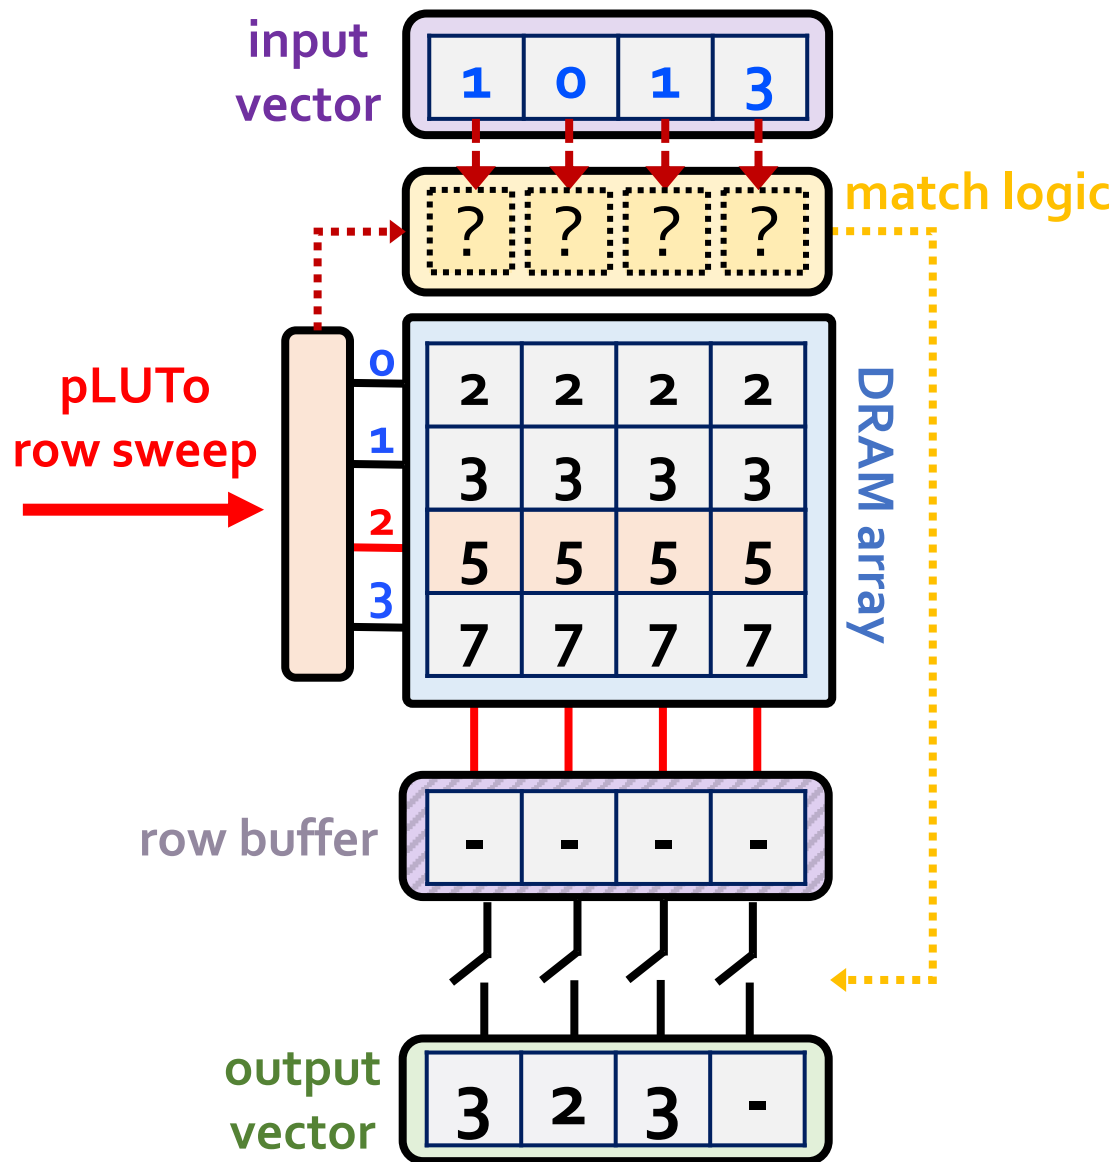 input
vector
1 0 1 3
? ? ? ?
match logic
pLUTo
row sweep
0
2 2 2 2
1
3 3 3 3
2
5 5 5 5
3
7 7 7 7
DRAM array
row buffer
- - - -
output
vector
3 2 3 -